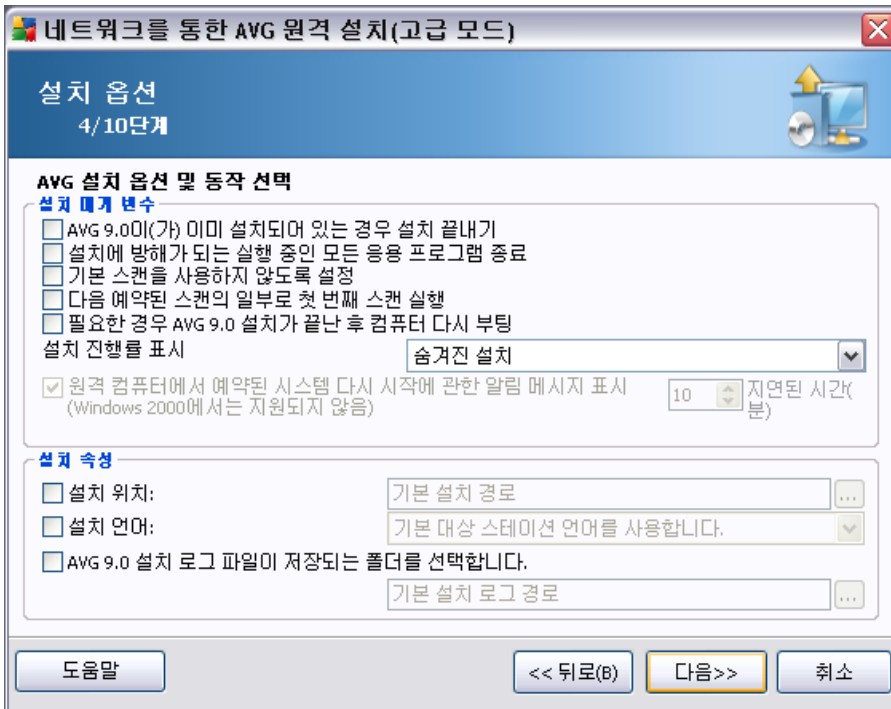 네트워크를 통한 AVG 원격 설치(고급 모드)
설치 옵션
4/10단계
AVG 설치 옵션 및 동작 선택
설치 매개 변수
AVG 9.0이(가) 이미 설치되어 있는 경우 설치 끝내기
설치에 방해가 되는 실행 중인 모든 응용 프로그램 종료
기본 스캔을 사용하지 않도록 설정
다음 예약된 스캔의 일부로 첫 번째 스캔 실행
필요한 경우 AVG 9.0 설치가 끝난 후 컴퓨터 다시 부팅
설치 진행률 표시
숨겨진 설치
원격 컴퓨터에서 예약된 시스템 다시 시작에 관한 알림 메시지 표시
(Windows 2000에서는 지원되지 않음)
10
지연된 시간(
분)
설치 속성
설치 위치:
기본 설치 경로
...
설치 언어:
기본 대상 스테이션 언어를 사용합니다.
AVG 9.0 설치 로그 파일이 저장되는 폴더를 선택합니다.
기본 설치 로그 경로
...
도움말
<< 뒤로(B)
다음>>
취소